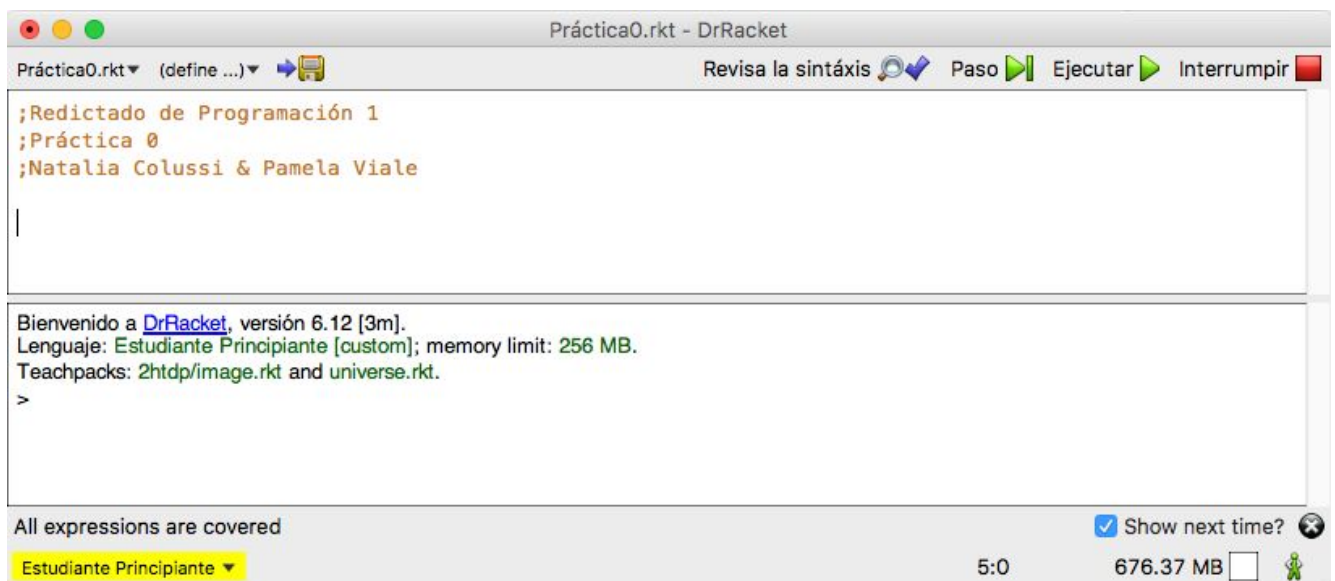 Práctica0.rkt - DrRacket
Práctica0.rkt (define ...) Revisa la sintáxis Paso Ejecutar Interrumpir
;Redictado de Programación 1
;Práctica 0
;Natalia Colussi & Pamela Viale
Bienvenido a DrRacket, versión 6.12 [3m].
Lenguaje: Estudiante Principiante [custom]; memory limit: 256 MB.
Teachpacks: 2htdp/image.rkt and universe.rkt.
>
All expressions are covered Show next time?
Estudiante Principiante 5:0 676.37 MB